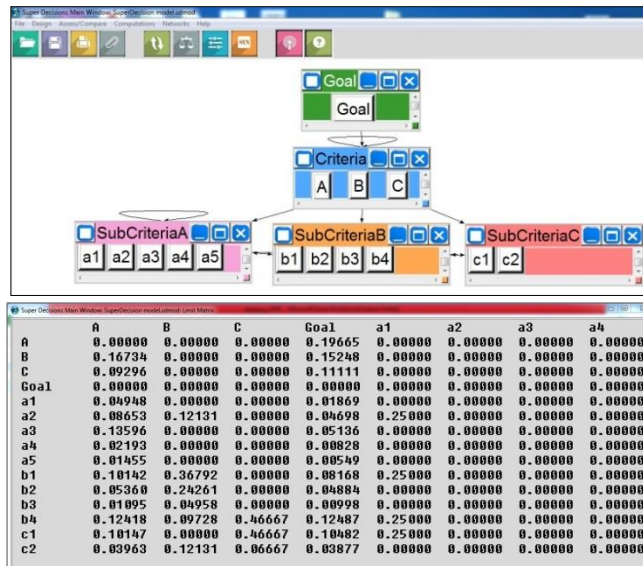 Super Decisions Main Window: SuperDecision model.sdmod
File Design Assess/Compare Computations Networks Help
Goal
Goal
Criteria
A B C
SubCriteriaA SubCriteriaB SubCriteriaC
a1 a2 a3 a4 a5 b1 b2 b3 b4 c1 c2
Super Decisions Main Window: SuperDecision model.sdmod: Limit Matrix
A B C Goal a1 a2 a3 a4
A 0.00000 0.00000 0.00000 0.19665 0.00000 0.00000 0.00000 0.00000
B 0.16734 0.00000 0.00000 0.15248 0.00000 0.00000 0.00000 0.00000
C 0.09296 0.00000 0.00000 0.11111 0.00000 0.00000 0.00000 0.00000
Goal 0.00000 0.00000 0.00000 0.00000 0.00000 0.00000 0.00000 0.00000
a1 0.04948 0.00000 0.00000 0.01869 0.00000 0.00000 0.00000 0.00000
a2 0.08653 0.12131 0.00000 0.04698 0.25000 0.00000 0.00000 0.00000
a3 0.13596 0.00000 0.00000 0.05136 0.00000 0.00000 0.00000 0.00000
a4 0.02193 0.00000 0.00000 0.00828 0.00000 0.00000 0.00000 0.00000
a5 0.01455 0.00000 0.00000 0.00549 0.00000 0.00000 0.00000 0.00000
b1 0.10142 0.36792 0.00000 0.08168 0.25000 0.00000 0.00000 0.00000
b2 0.05360 0.24261 0.00000 0.04884 0.00000 0.00000 0.00000 0.00000
b3 0.01095 0.04958 0.00000 0.00998 0.00000 0.00000 0.00000 0.00000
b4 0.12418 0.09728 0.46667 0.12487 0.25000 0.00000 0.00000 0.00000
c1 0.10147 0.00000 0.46667 0.10482 0.25000 0.00000 0.00000 0.00000
c2 0.03963 0.12131 0.06667 0.03877 0.00000 0.00000 0.00000 0.00000